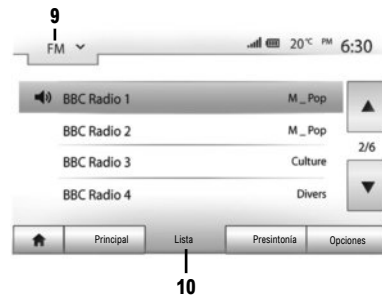 9
FM
20°C PM 6:30
BBC Radio 1 M_Pop
BBC Radio 2 M_Pop
2/6
BBC Radio 3 Culture
BBC Radio 4 Divers
Principal Lista Presintonía Opciones
10